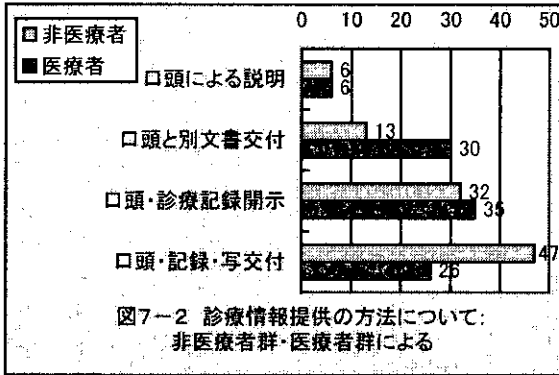 非医療者
医療者
0 10 20 30 40 50
口頭による説明
6
6
口頭と別文書交付
13
30
口頭・診療記録開示
32
35
口頭・記録・写交付
47
26
図7-2 診療情報提供の方法について:
非医療者群・医療者群による